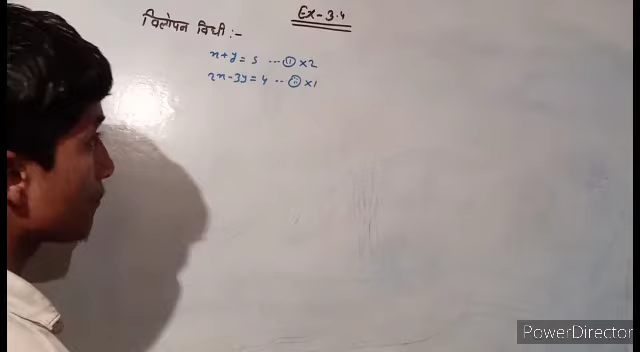 Ex-3.4
विलोपन विधी:-
x+y=5 ---(i) ×2
2x-3y=4 ---(ii) ×1
PowerDirector